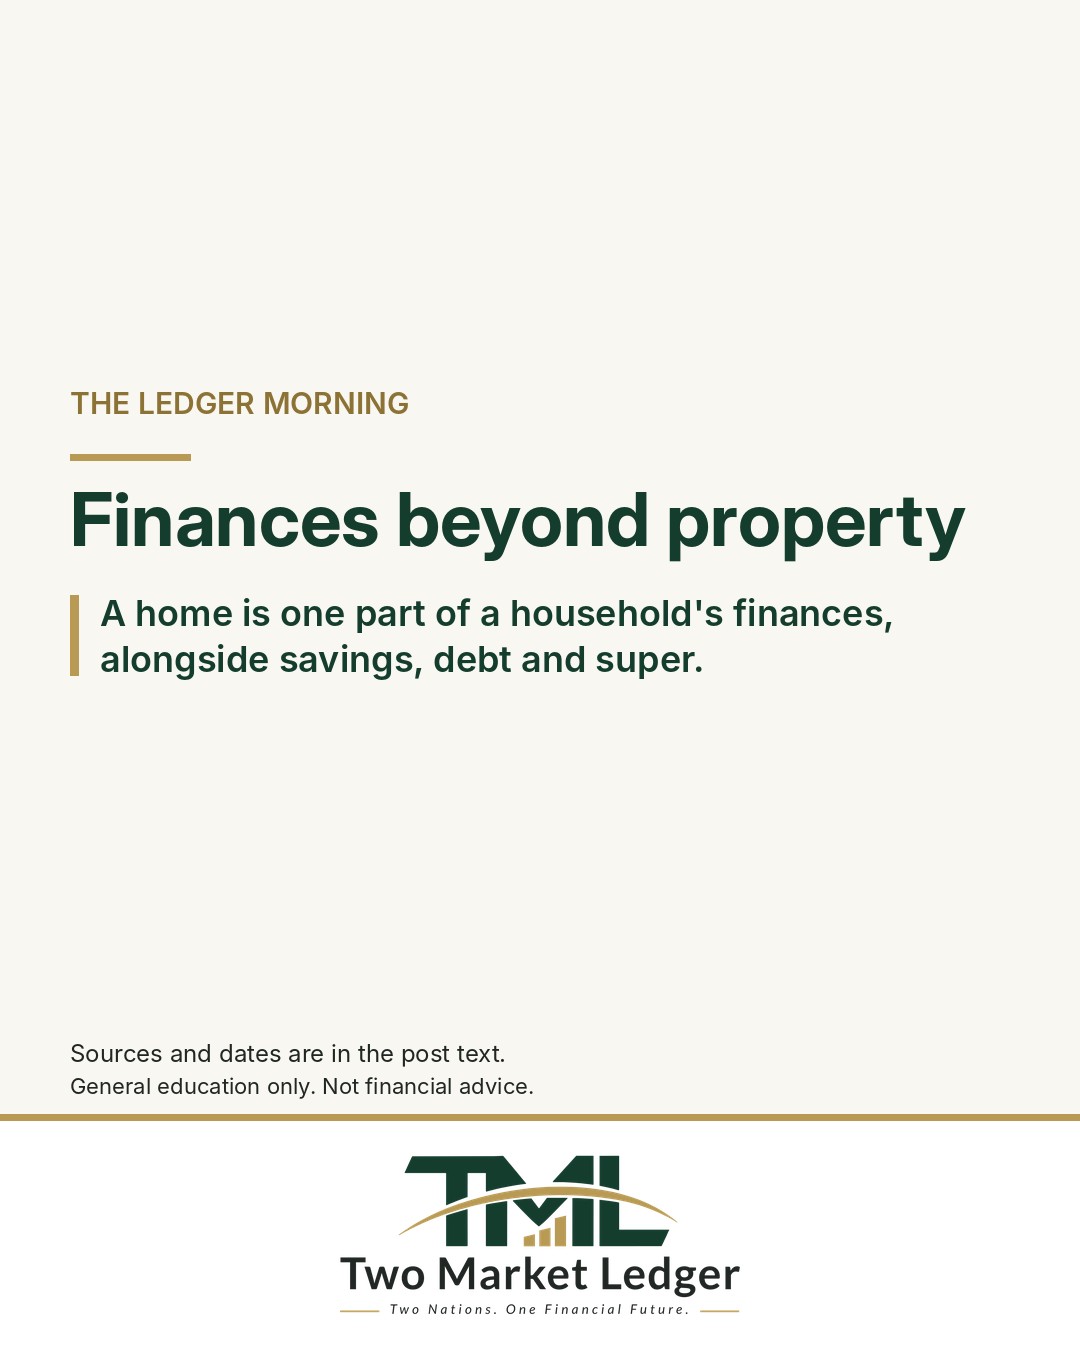 THE LEDGER MORNING
Finances beyond property
A home is one part of a household's finances,
alongside savings, debt and super.
Sources and dates are in the post text.
General education only. Not financial advice.
TML
Two Market Ledger
Two Nations. One Financial Future.